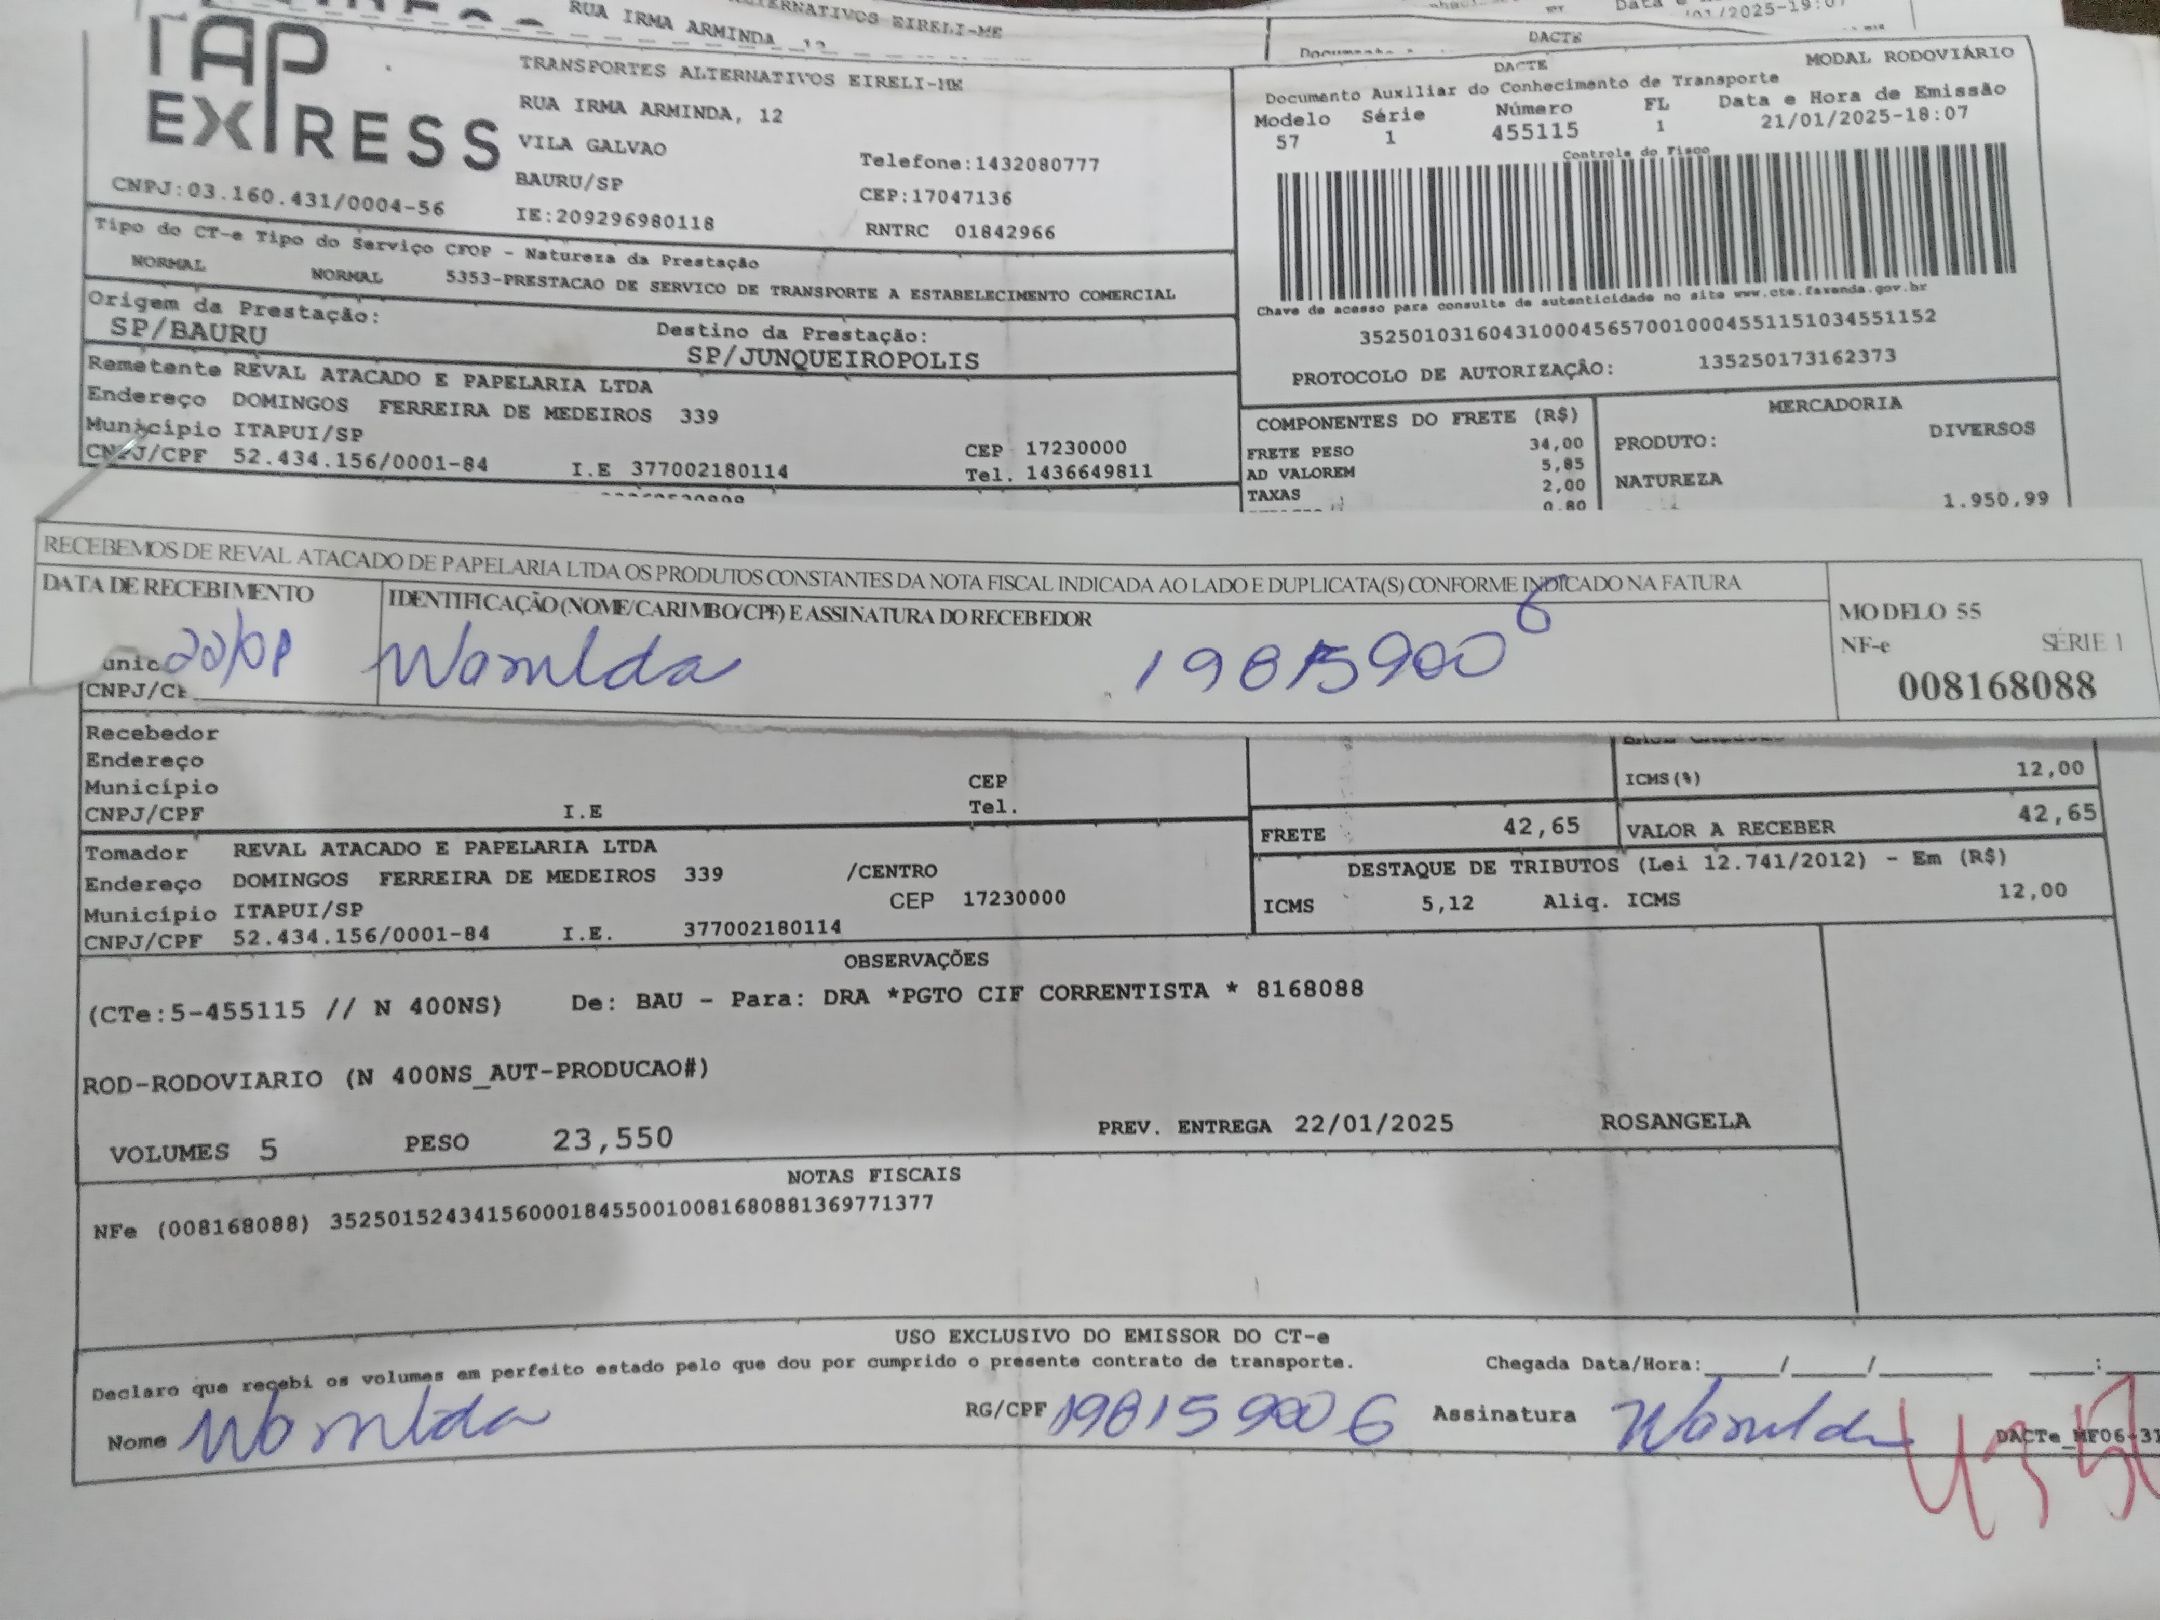 RUA IRMA ARMINDA
EIRELI-ME
DACTE
TAP
EXPRESS
CNPJ:03.160.431/0004-56
TRANSPORTES ALTERNATIVOS EIRELI-ME
RUA IRMA ARMINDA, 12
VILA GALVAO
BAURU/SP
IE:209296980118
Telefone:1432080777
CEP:17047136
RNTRC 01842966
DACTE MODAL RODOVIÁRIO
Documento Auxiliar do Conhecimento de Transporte
Modelo Série Número FL Data e Hora de Emissão
57 1 455115 1 21/01/2025-18:07
Controle do Fisco
Chave de acesso para consulta de autenticidade no site www.cte.fazenda.gov.br
35250103160431000456570010004551151034551152
PROTOCOLO DE AUTORIZAÇÃO: 135250173162373
Tipo do CT-e Tipo do Serviço CFOP - Natureza da Prestação
NORMAL NORMAL 5353-PRESTACAO DE SERVICO DE TRANSPORTE A ESTABELECIMENTO COMERCIAL
Origem da Prestação: Destino da Prestação:
SP/BAURU SP/JUNQUEIROPOLIS
Remetente REVAL ATACADO E PAPELARIA LTDA
Endereço DOMINGOS FERREIRA DE MEDEIROS 339
Município ITAPUI/SP CEP 17230000
CNPJ/CPF 52.434.156/0001-84 I.E 377002180114 Tel. 1436649811
COMPONENTES DO FRETE (R$)
FRETE PESO 34,00
AD VALOREM 5,85
TAXAS 2,00
0,80
MERCADORIA
PRODUTO: DIVERSOS
NATUREZA
1.950,99
RECEBEMOS DE REVAL ATACADO DE PAPELARIA LTDA OS PRODUTOS CONSTANTES DA NOTA FISCAL INDICADA AO LADO E DUPLICATA(S) CONFORME INDICADO NA FATURA
DATA DE RECEBIMENTO IDENTIFICAÇÃO (NOME/CARIMBO/CPF) E ASSINATURA DO RECEBEDOR
19815900 6
MODELO 55
NF-e SÉRIE 1
008168088
Recebedor
Endereço
Município CEP
CNPJ/CPF I.E Tel.
ICMS(%) 12,00
FRETE 42,65 VALOR A RECEBER 42,65
Tomador REVAL ATACADO E PAPELARIA LTDA
Endereço DOMINGOS FERREIRA DE MEDEIROS 339 /CENTRO
Município ITAPUI/SP CEP 17230000
CNPJ/CPF 52.434.156/0001-84 I.E. 377002180114
DESTAQUE DE TRIBUTOS (Lei 12.741/2012) - Em (R$)
ICMS 5,12 Aliq. ICMS 12,00
OBSERVAÇÕES
(CTe:5-455115 // N 400NS) De: BAU - Para: DRA *PGTO CIF CORRENTISTA * 8168088
ROD-RODOVIARIO (N 400NS_AUT-PRODUCAO#)
VOLUMES 5 PESO 23,550 PREV. ENTREGA 22/01/2025 ROSANGELA
NOTAS FISCAIS
NFe (008168088) 35250152434156000184550010081680881369771377
USO EXCLUSIVO DO EMISSOR DO CT-e
Declaro que recebi os volumes em perfeito estado pelo que dou por cumprido o presente contrato de transporte. Chegada Data/Hora:
Nome RG/CPF 198159006 Assinatura